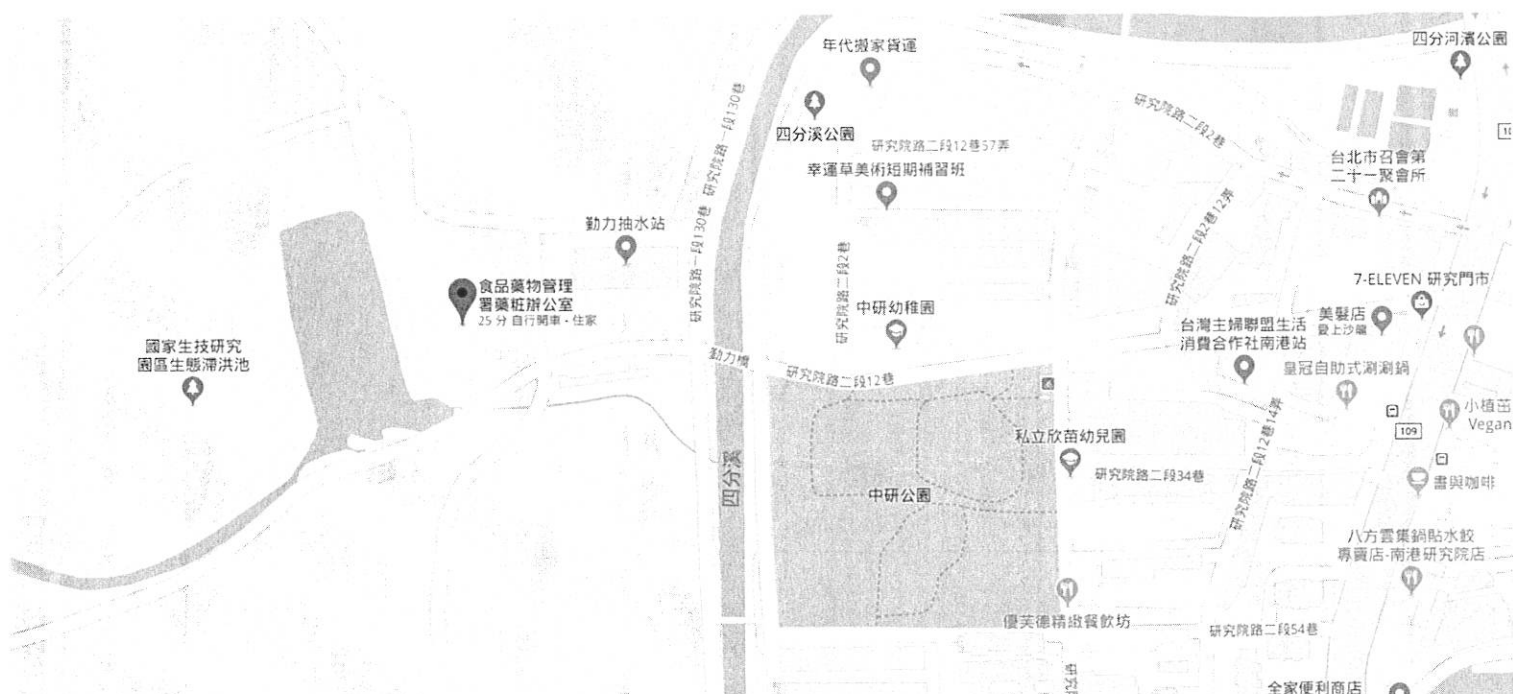 年代搬家貨運
四分河濱公園
四分溪公園
研究院路二段12巷57弄
幸運草美術短期補習班
研究院路一段130巷
研究院路一段130巷
研究院路二段2巷
台北市召會第
二十一聚會所
勤力抽水站
食品藥物管理
署藥粧辦公室
25 分 自行開車 - 住家
研究院路二段2巷
研究院路二段2巷12弄
中研幼稚園
7-ELEVEN 研究門市
美髮店
愛上沙龍
台灣主婦聯盟生活
消費合作社南港站
國家生技研究
園區生態滯洪池
勤力橋
研究院路二段12巷
皇冠自助式涮涮鍋
小植茁
Vegan
109
私立欣苗幼兒園
研究院路二段34巷
研究院路二段12巷14弄
四分溪
中研公園
書與咖啡
八方雲集鍋貼水餃
專賣店-南港研究院店
優芙德精緻餐飲坊
研究院路二段54巷
全家便利商店